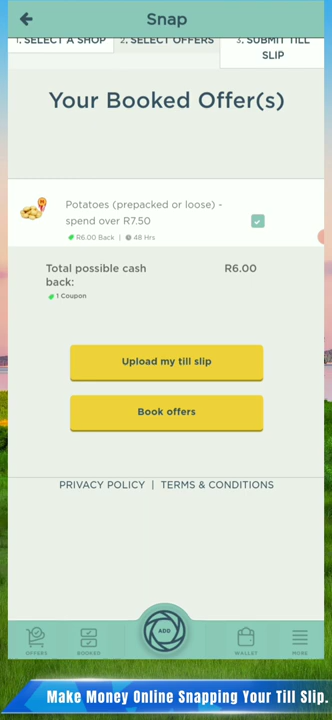 Snap
1. SELECT A SHOP
2. SELECT OFFERS
3. SUBMIT TILL
SLIP
Your Booked Offer(s)
Potatoes (prepacked or loose) -
spend over R7.50
R6.00 Back | 48 Hrs
Total possible cash
back:
R6.00
1 Coupon
Upload my till slip
Book offers
PRIVACY POLICY | TERMS & CONDITIONS
ADD
OFFERS
BOOKED
WALLET
MORE
Make Money Online Snapping Your Till Slip.